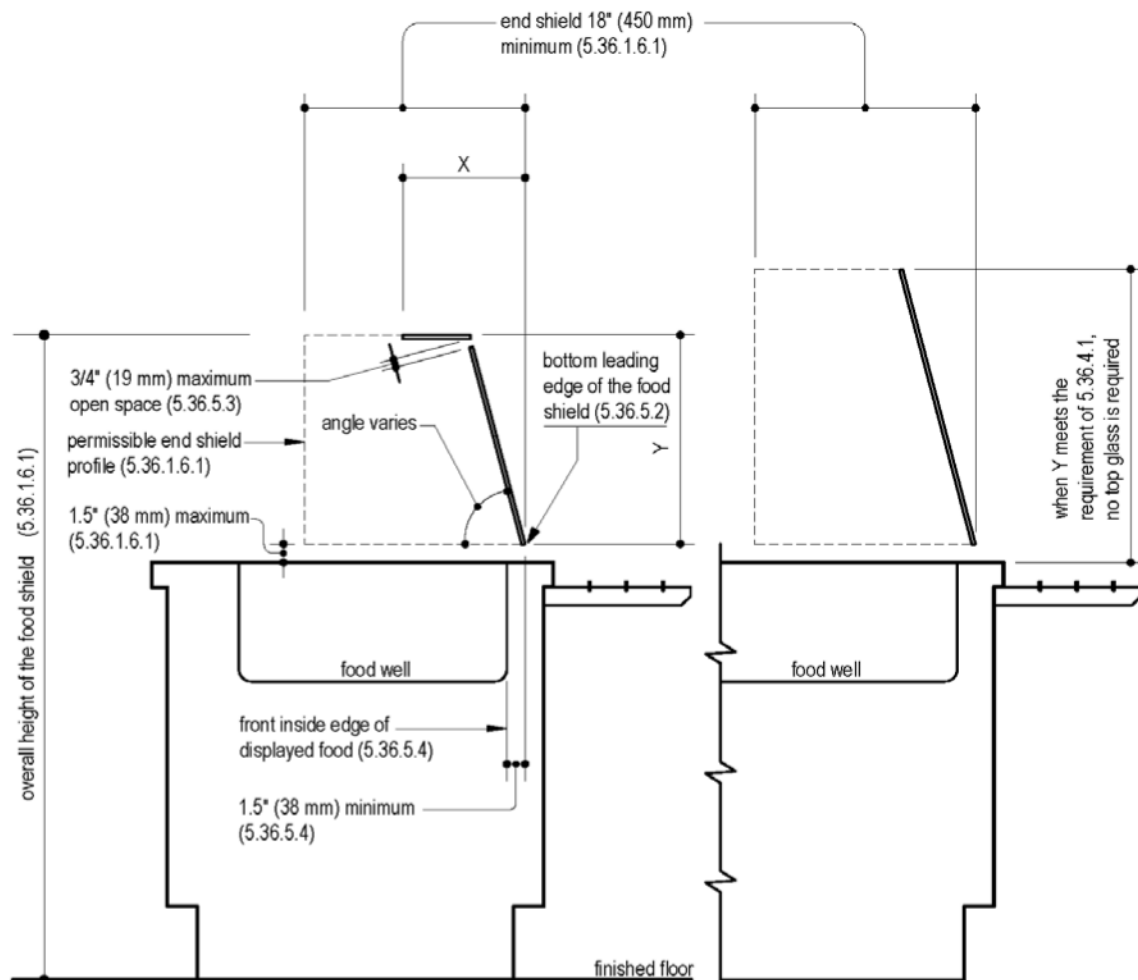 end shield 18" (450 mm)
minimum (5.36.1.6.1)
X
3/4" (19 mm) maximum
open space (5.36.5.3)
bottom leading
edge of the food
shield (5.36.5.2)
angle varies
permissible end shield
profile (5.36.1.6.1)
Y
1.5" (38 mm) maximum
(5.36.1.6.1)
overall height of the food shield (5.36.1.6.1)
when Y meets the
requirement of 5.36.4.1,
no top glass is required
food well
food well
front inside edge of
displayed food (5.36.5.4)
1.5" (38 mm) minimum
(5.36.5.4)
finished floor